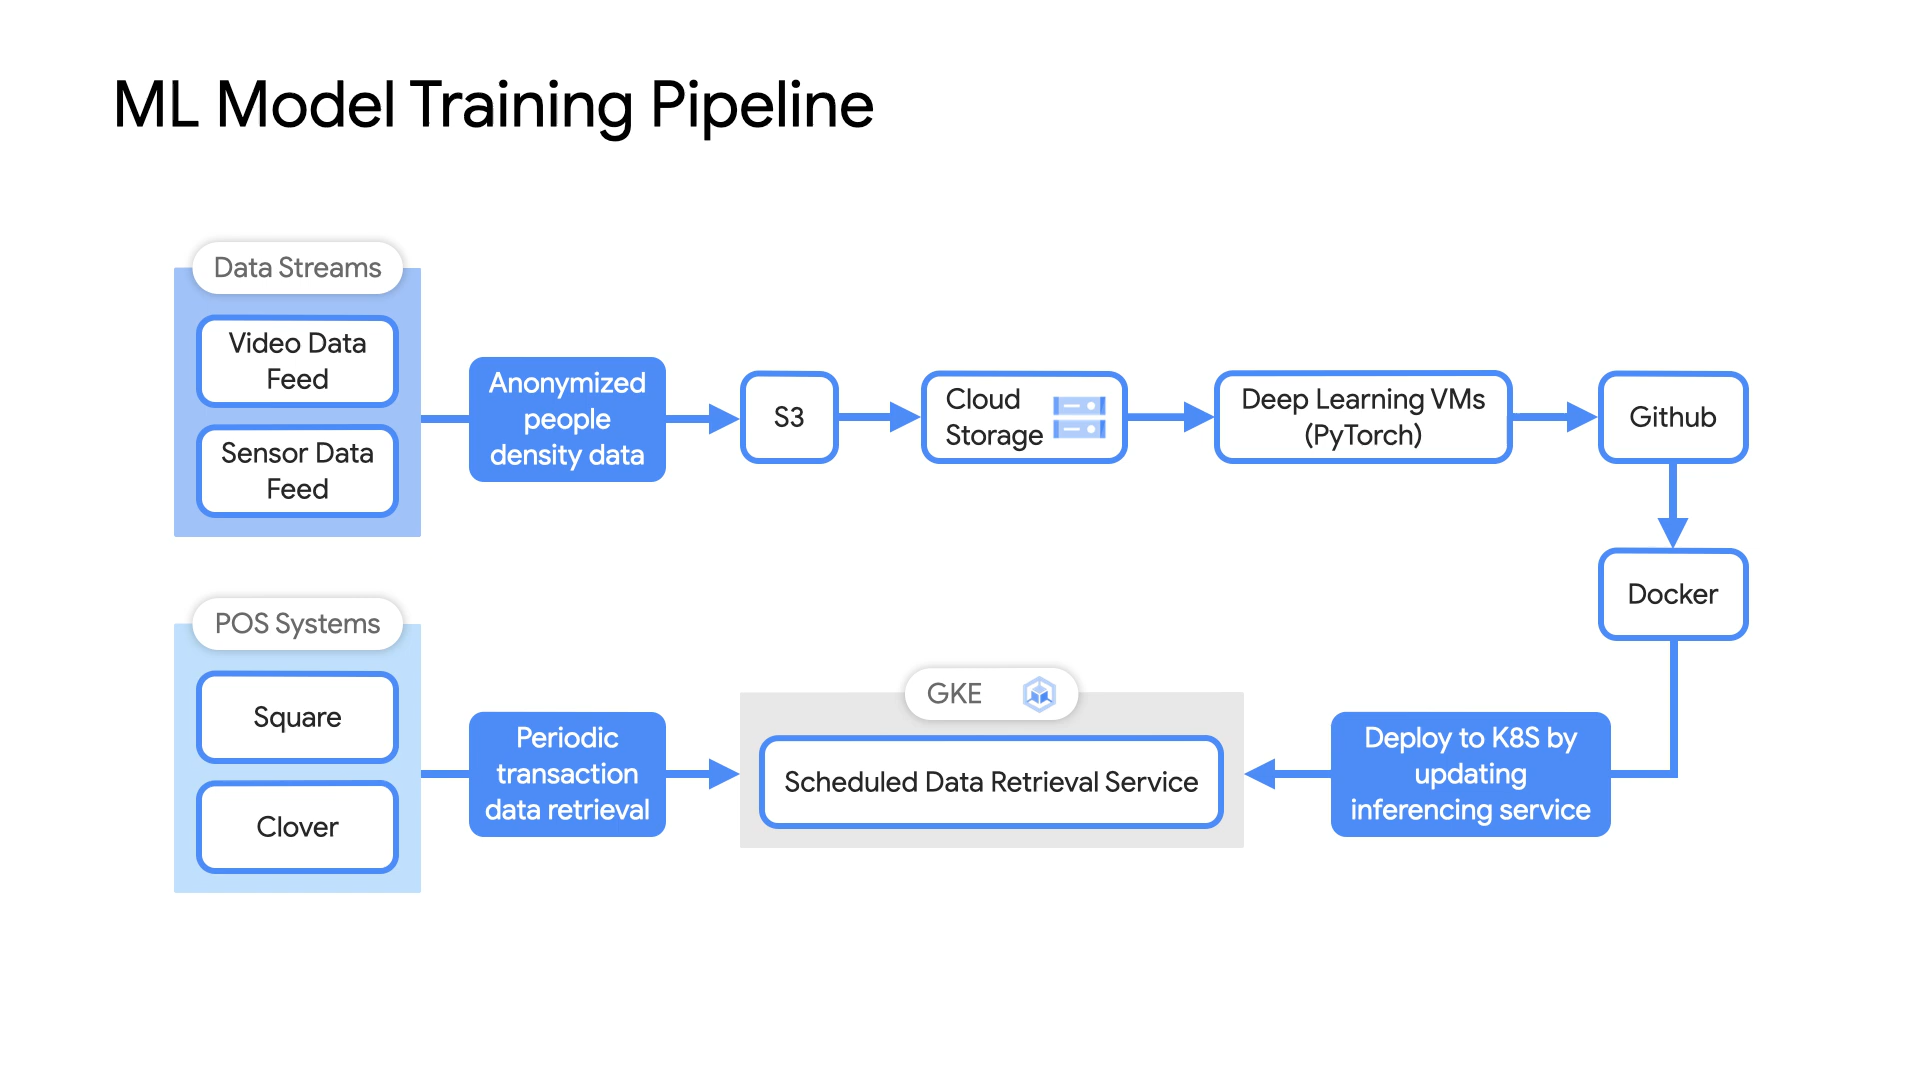 ML Model Training Pipeline
Data Streams
Video Data
Feed
Sensor Data
Feed
Anonymized
people
density data
S3
Cloud
Storage
Deep Learning VMs
(PyTorch)
Github
Docker
POS Systems
Square
Clover
Periodic
transaction
data retrieval
GKE
Scheduled Data Retrieval Service
Deploy to K8S by
updating
inferencing service